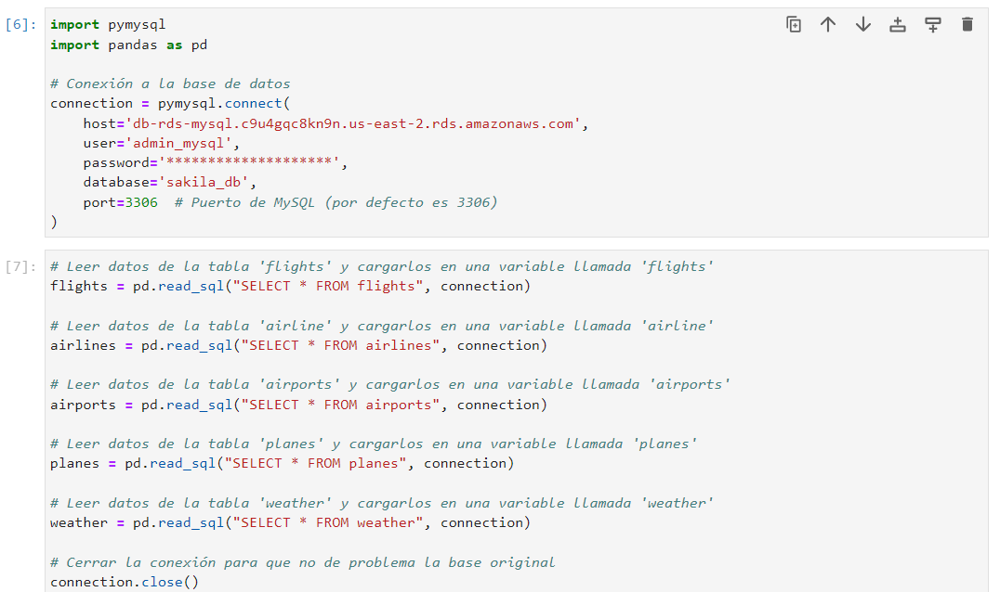 [6]:
import pymysql
import pandas as pd
# Conexión a la base de datos
connection = pymysql.connect(
    host='db-rds-mysql.c9u4gqc8kn9n.us-east-2.rds.amazonaws.com',
    user='admin_mysql',
    password='********************',
    database='sakila_db',
    port=3306  # Puerto de MySQL (por defecto es 3306)
)
[7]:
# Leer datos de la tabla 'flights' y cargarlos en una variable llamada 'flights'
flights = pd.read_sql("SELECT * FROM flights", connection)
# Leer datos de la tabla 'airline' y cargarlos en una variable llamada 'airline'
airlines = pd.read_sql("SELECT * FROM airlines", connection)
# Leer datos de la tabla 'airports' y cargarlos en una variable llamada 'airports'
airports = pd.read_sql("SELECT * FROM airports", connection)
# Leer datos de la tabla 'planes' y cargarlos en una variable llamada 'planes'
planes = pd.read_sql("SELECT * FROM planes", connection)
# Leer datos de la tabla 'weather' y cargarlos en una variable llamada 'weather'
weather = pd.read_sql("SELECT * FROM weather", connection)
# Cerrar la conexión para que no de problema la base original
connection.close()